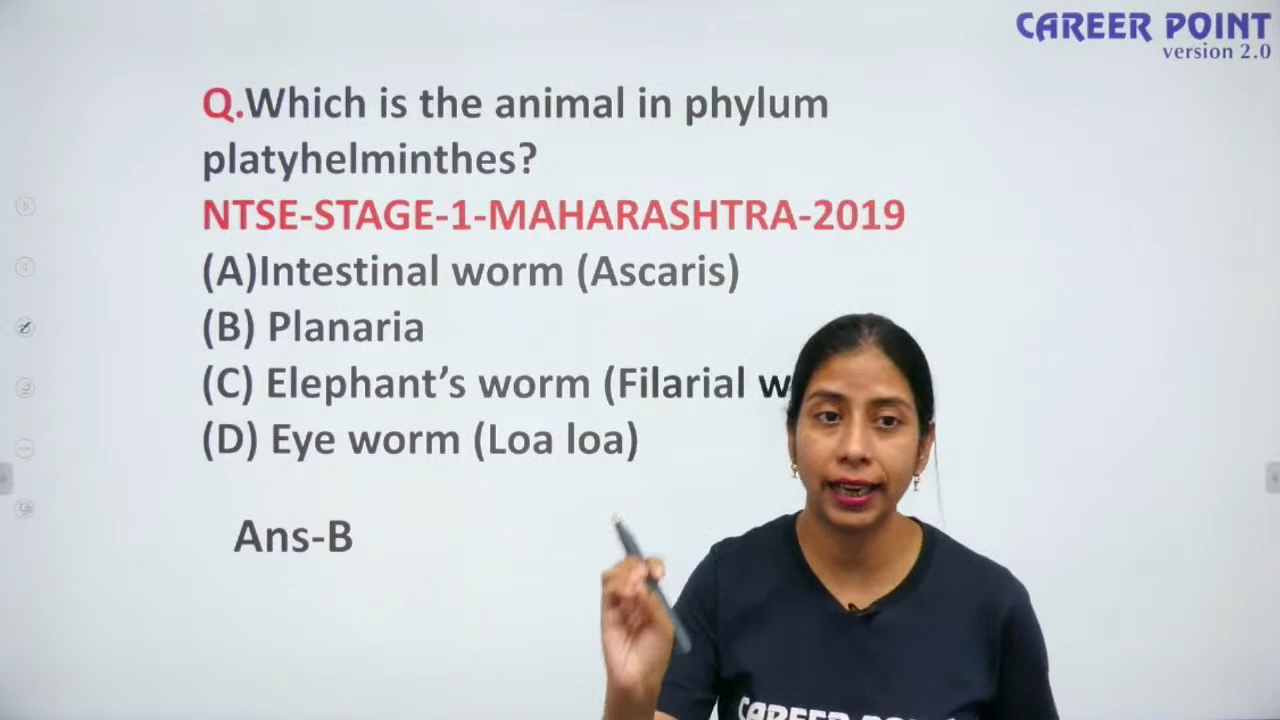 CAREER POINT
version 2.0
Q.Which is the animal in phylum
platyhelminthes?
NTSE-STAGE-1-MAHARASHTRA-2019
(A)Intestinal worm (Ascaris)
(B) Planaria
(C) Elephant’s worm (Filarial
(D) Eye worm (Loa loa)
Ans-B
CAREER